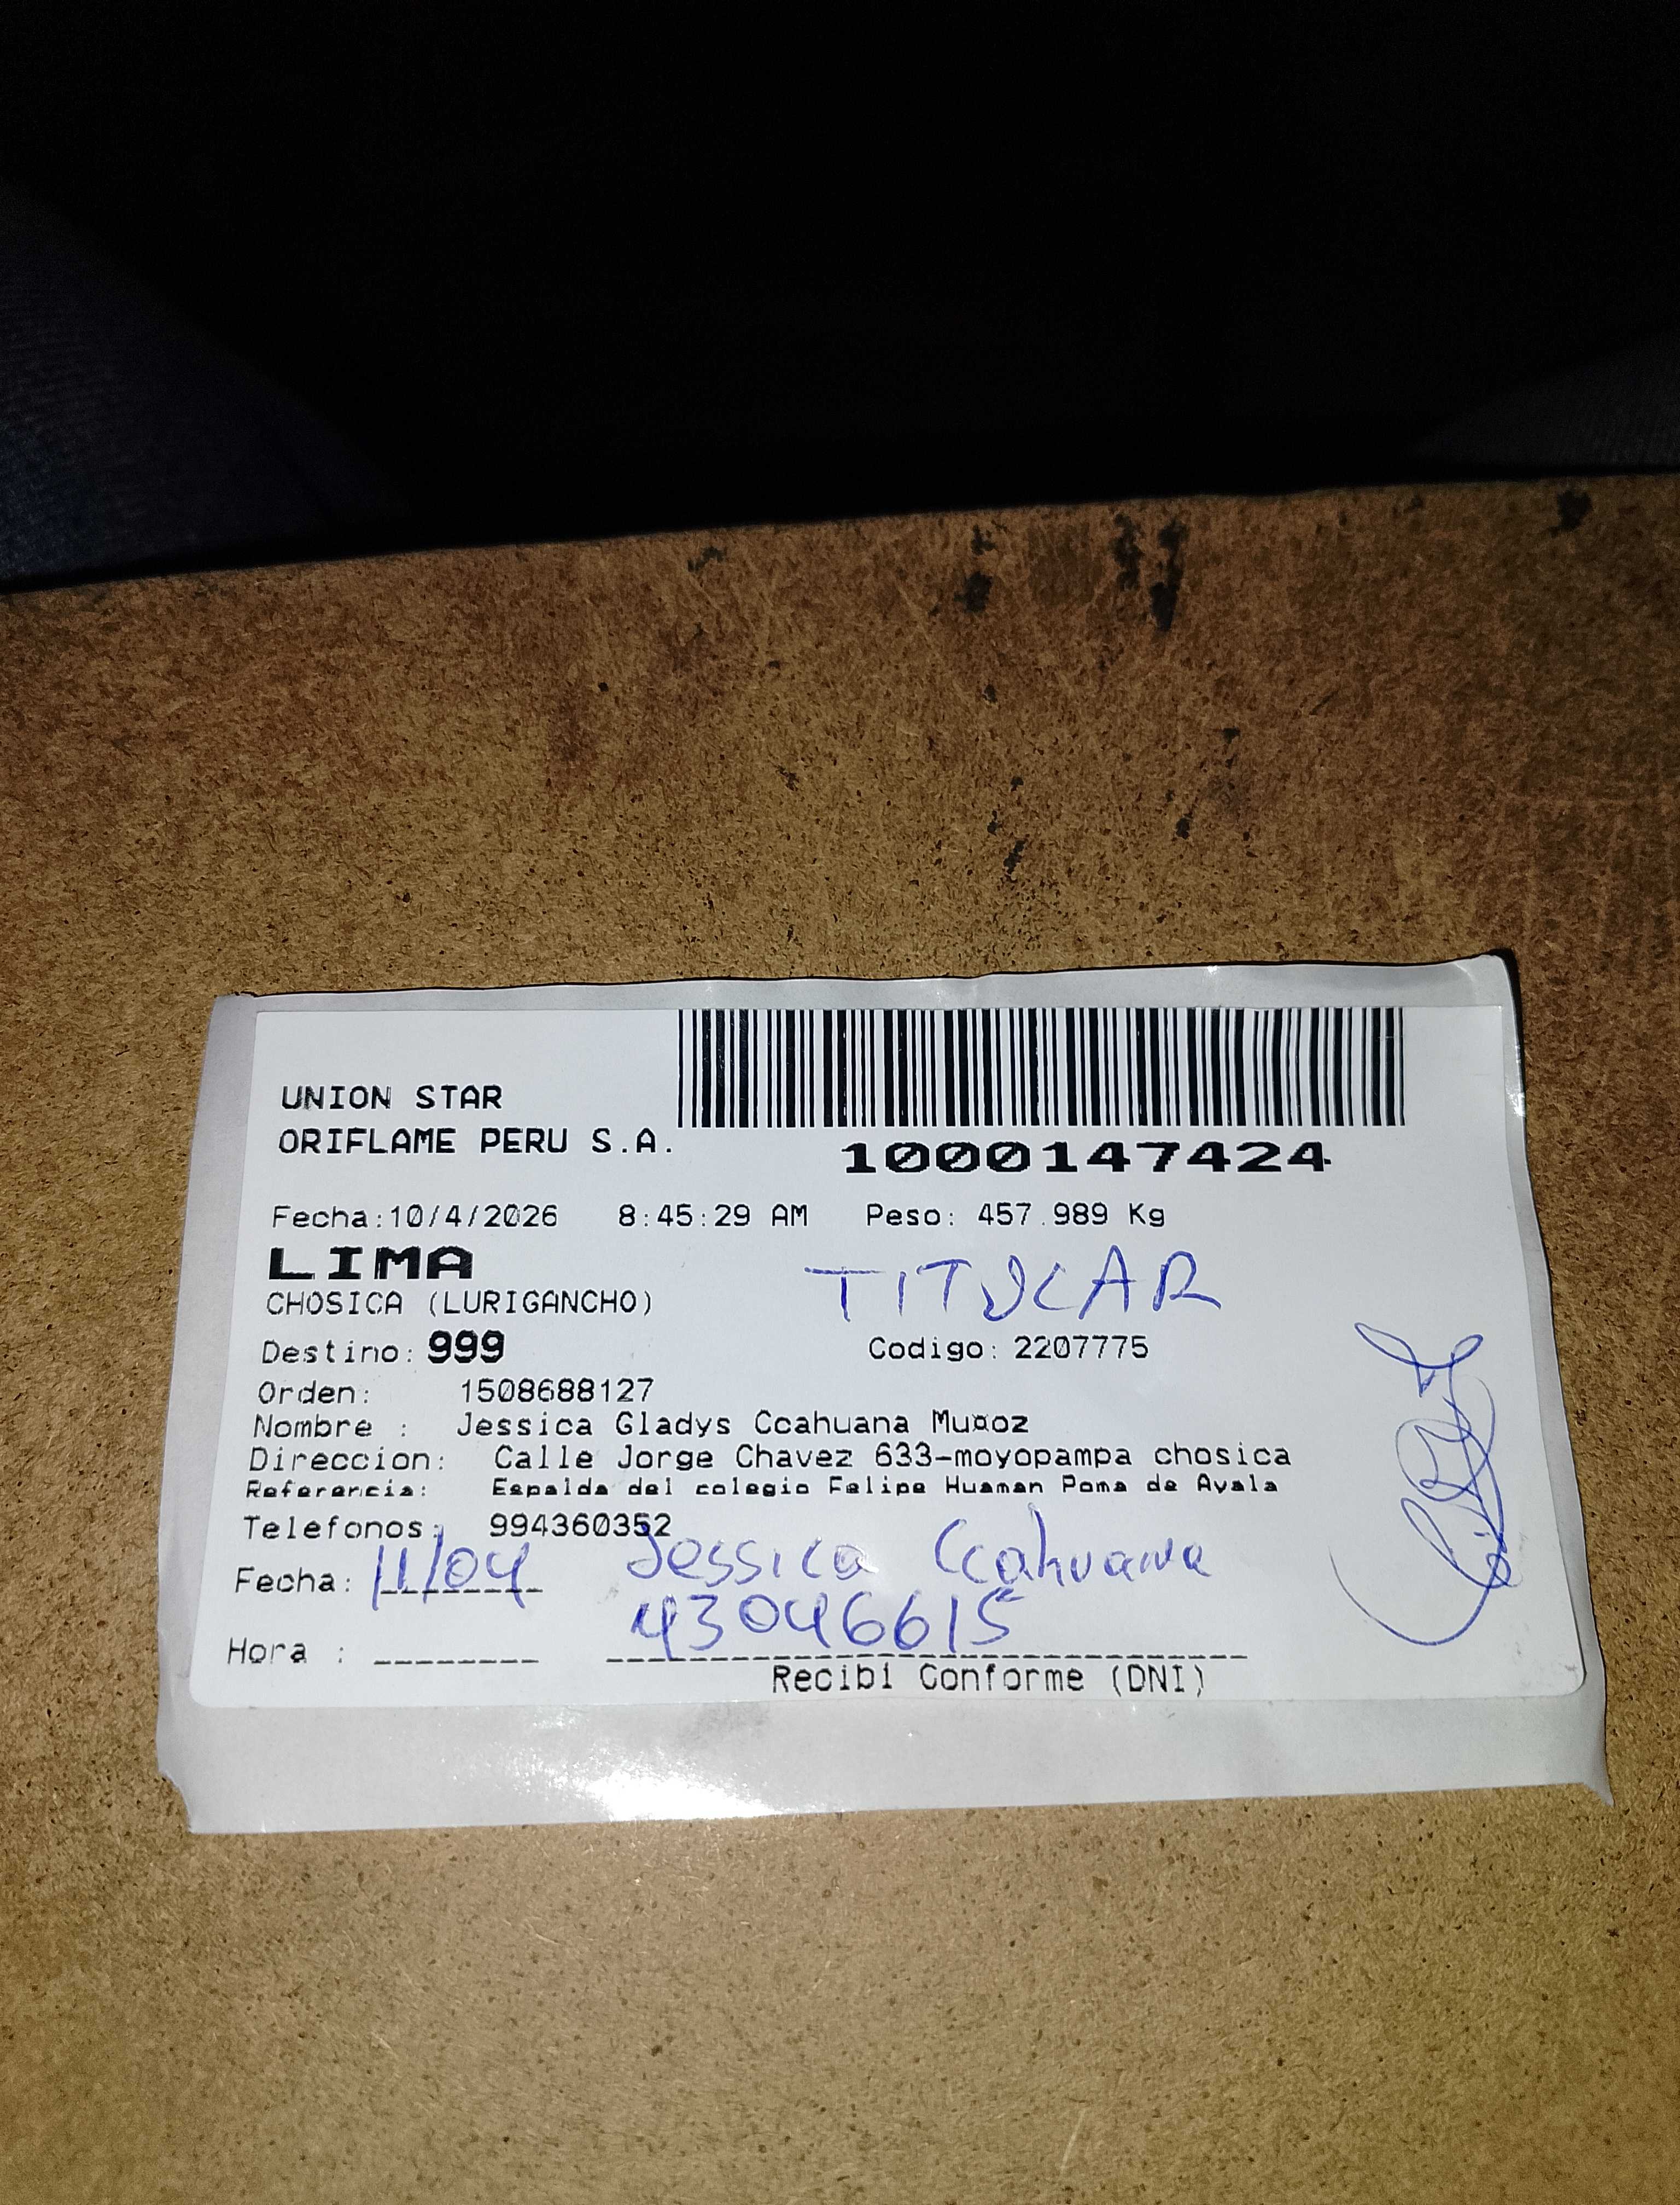 UNION STAR
ORIFLAME PERU S.A.
1000147424
Fecha:10/4/2026 8:45:29 AM Peso: 457.989 Kg
LIMA
TITULAR
CHOSICA (LURIGANCHO)
Destino: 999 Codigo: 2207775
Orden: 1508688127
Nombre : Jessica Gladys Ccahuana Mu¤oz
Direccion: Calle Jorge Chavez 633-moyopampa chosica
Referencia: Espalda del colegio Felipe Huaman Poma de Ayala
Telefonos: 994360352
Fecha: 11/04 Jessica Ccahuana
43046615
Hora :
Recibi Conforme (DNI)